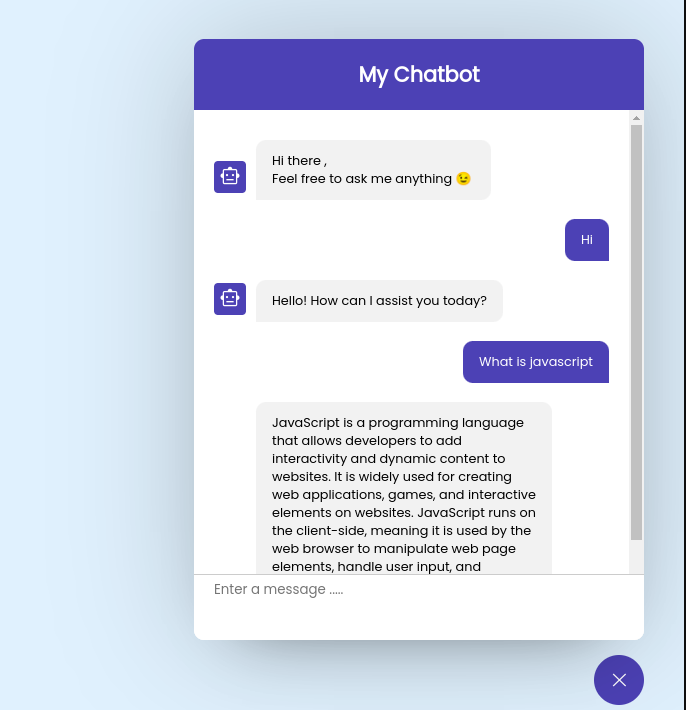 My Chatbot
Hi there ,
Feel free to ask me anything 😉
Hi
Hello! How can I assist you today?
What is javascript
JavaScript is a programming language
that allows developers to add
interactivity and dynamic content to
websites. It is widely used for creating
web applications, games, and interactive
elements on websites. JavaScript runs on
the client-side, meaning it is used by the
web browser to manipulate web page
elements, handle user input, and
Enter a message .....